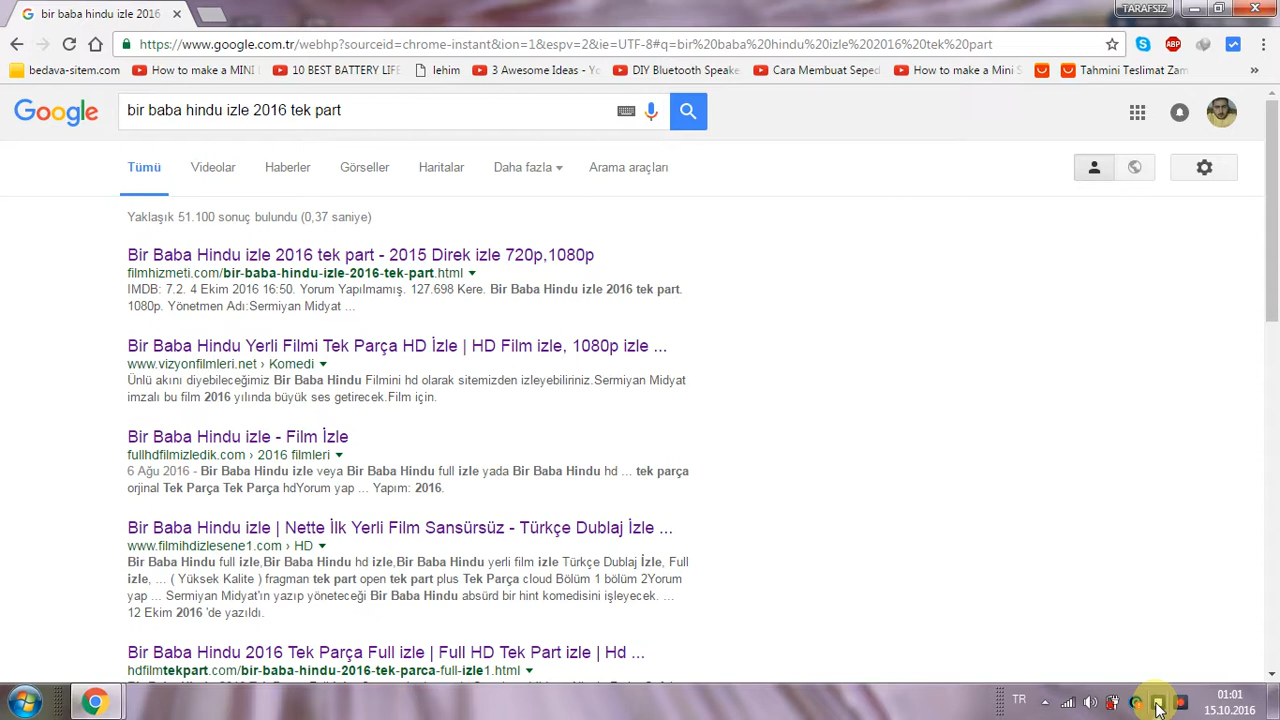 bir baba hindu izle 2016
TARAFSIZ
https://www.google.com.tr/webhp?sourceid=chrome-instant&ion=1&espv=2&ie=UTF-8#q=bir%20baba%20hindu%20izle%202016%20tek%20part
ABP
bedava-sitem.com
How to make a MINI
10 BEST BATTERY LIFE
lehim
3 Awesome Ideas - Yo
DIY Bluetooth Speake
Cara Membuat Seped
How to make a Mini S
Tahmini Teslimat Zam
Google
bir baba hindu izle 2016 tek part
Tümü
Videolar
Haberler
Görseller
Haritalar
Daha fazla
Arama araçları
Yaklaşık 51.100 sonuç bulundu (0,37 saniye)
Bir Baba Hindu izle 2016 tek part - 2015 Direk izle 720p,1080p
filmhizmeti.com/bir-baba-hindu-izle-2016-tek-part.html
IMDB: 7.2. 4 Ekim 2016 16:50. Yorum Yapılmamış. 127.698 Kere. Bir Baba Hindu izle 2016 tek part.
1080p. Yönetmen Adı:Sermiyan Midyat ...
Bir Baba Hindu Yerli Filmi Tek Parça HD İzle | HD Film izle, 1080p izle ...
www.vizyonfilmleri.net › Komedi
Ünlü akını diyebileceğimiz Bir Baba Hindu Filmini hd olarak sitemizden izleyebiliriniz.Sermiyan Midyat
imzalı bu film 2016 yılında büyük ses getirecek.Film için.
Bir Baba Hindu izle - Film İzle
fullhdfilmizledik.com › 2016 filmleri
6 Ağu 2016 - Bir Baba Hindu izle veya Bir Baba Hindu full izle yada Bir Baba Hindu hd ... tek parça
orjinal Tek Parça Tek Parça hdYorum yap ... Yapım: 2016.
Bir Baba Hindu izle | Nette İlk Yerli Film Sansürsüz - Türkçe Dublaj İzle ...
www.filmihdizlesene1.com › HD
Bir Baba Hindu full izle,Bir Baba Hindu hd izle,Bir Baba Hindu yerli film izle Türkçe Dublaj İzle, Full
izle, ... ( Yüksek Kalite ) fragman tek part open tek part plus Tek Parça cloud Bölüm 1 bölüm 2Yorum
yap ... Sermiyan Midyat'ın yazıp yöneteceği Bir Baba Hindu absürd bir hint komedisini işleyecek. ...
12 Ekim 2016 'de yazıldı.
Bir Baba Hindu 2016 Tek Parça Full izle | Full HD Tek Part izle | Hd ...
hdfilmtekpart.com/bir-baba-hindu-2016-tek-parca-full-izle1.html
TR
01:01
15.10.2016